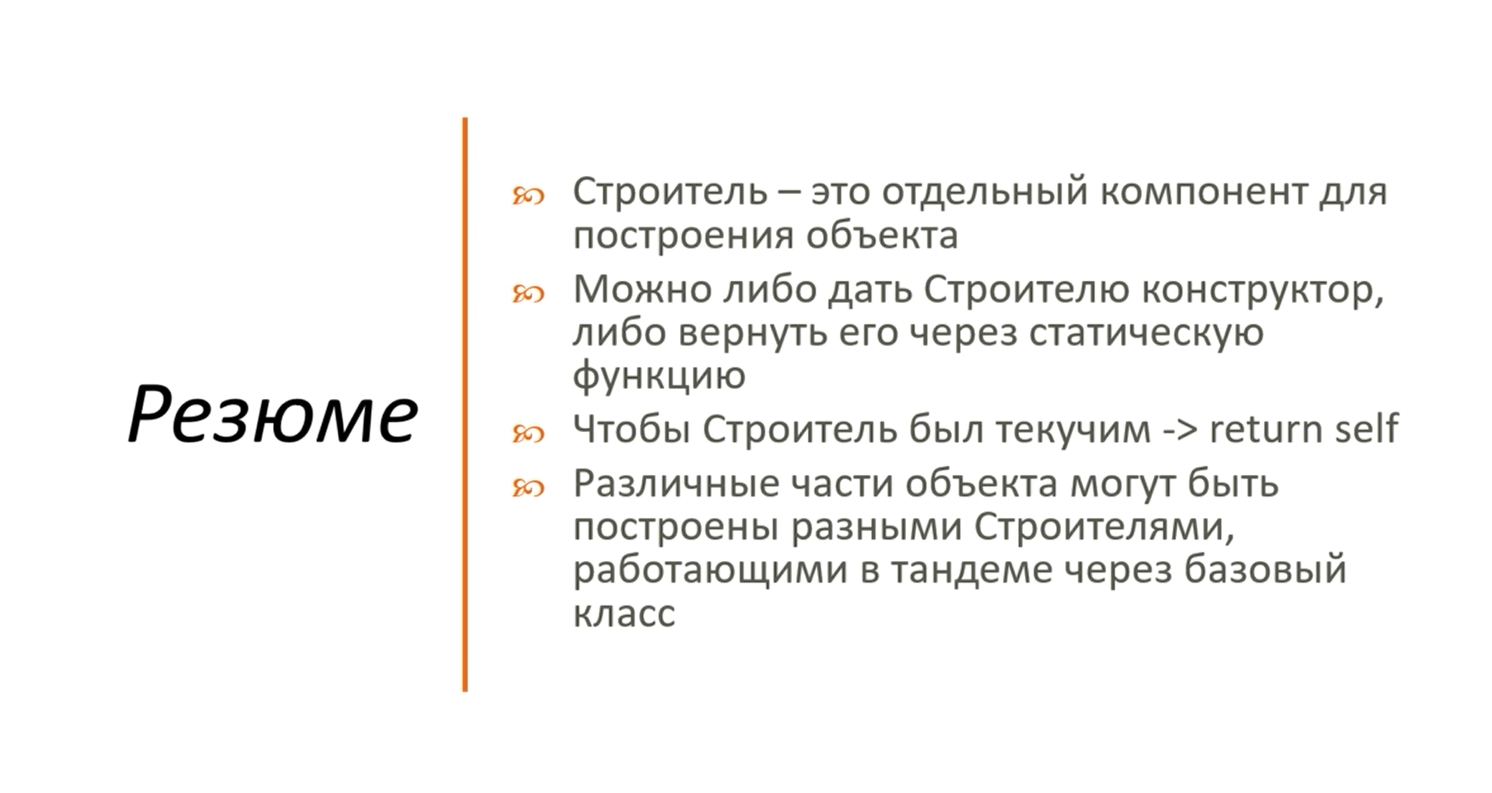 Резюме
Строитель – это отдельный компонент для
построения объекта
Можно либо дать Строителю конструктор,
либо вернуть его через статическую
функцию
Чтобы Строитель был текучим -> return self
Различные части объекта могут быть
построены разными Строителями,
работающими в тандеме через базовый
класс